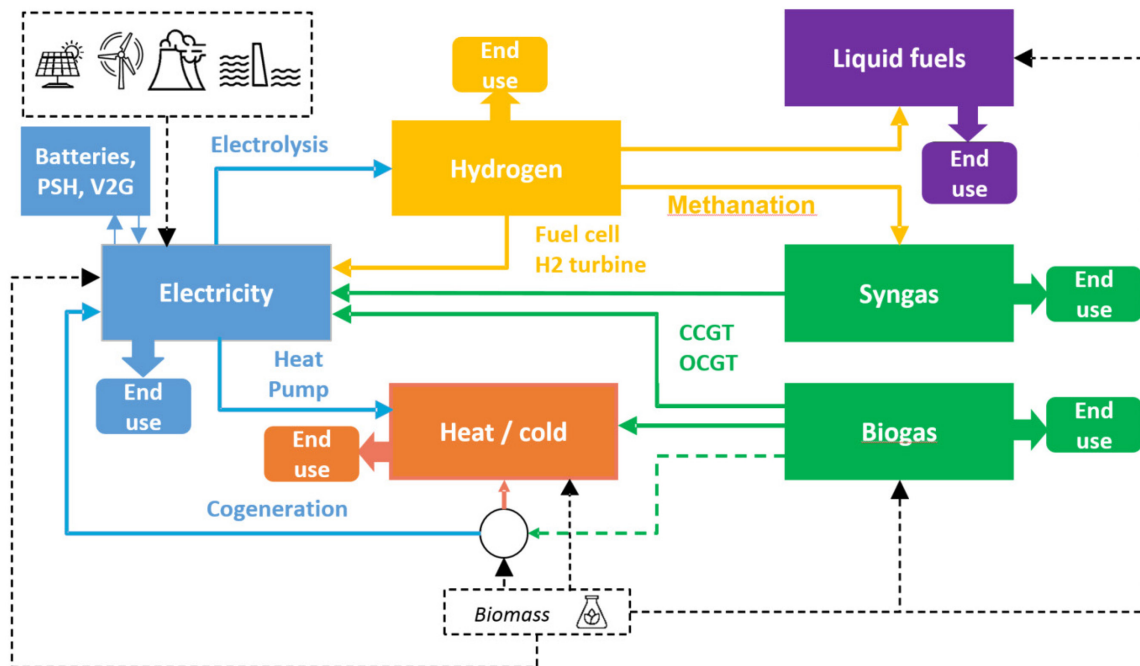 End
use
Liquid fuels
Batteries,
PSH, V2G
Electrolysis
Hydrogen
End
use
Methanation
Fuel cell
H2 turbine
Electricity
Syngas
End
use
CCGT
OCGT
Heat
Pump
End
use
Heat / cold
Biogas
End
use
End
use
Cogeneration
Biomass